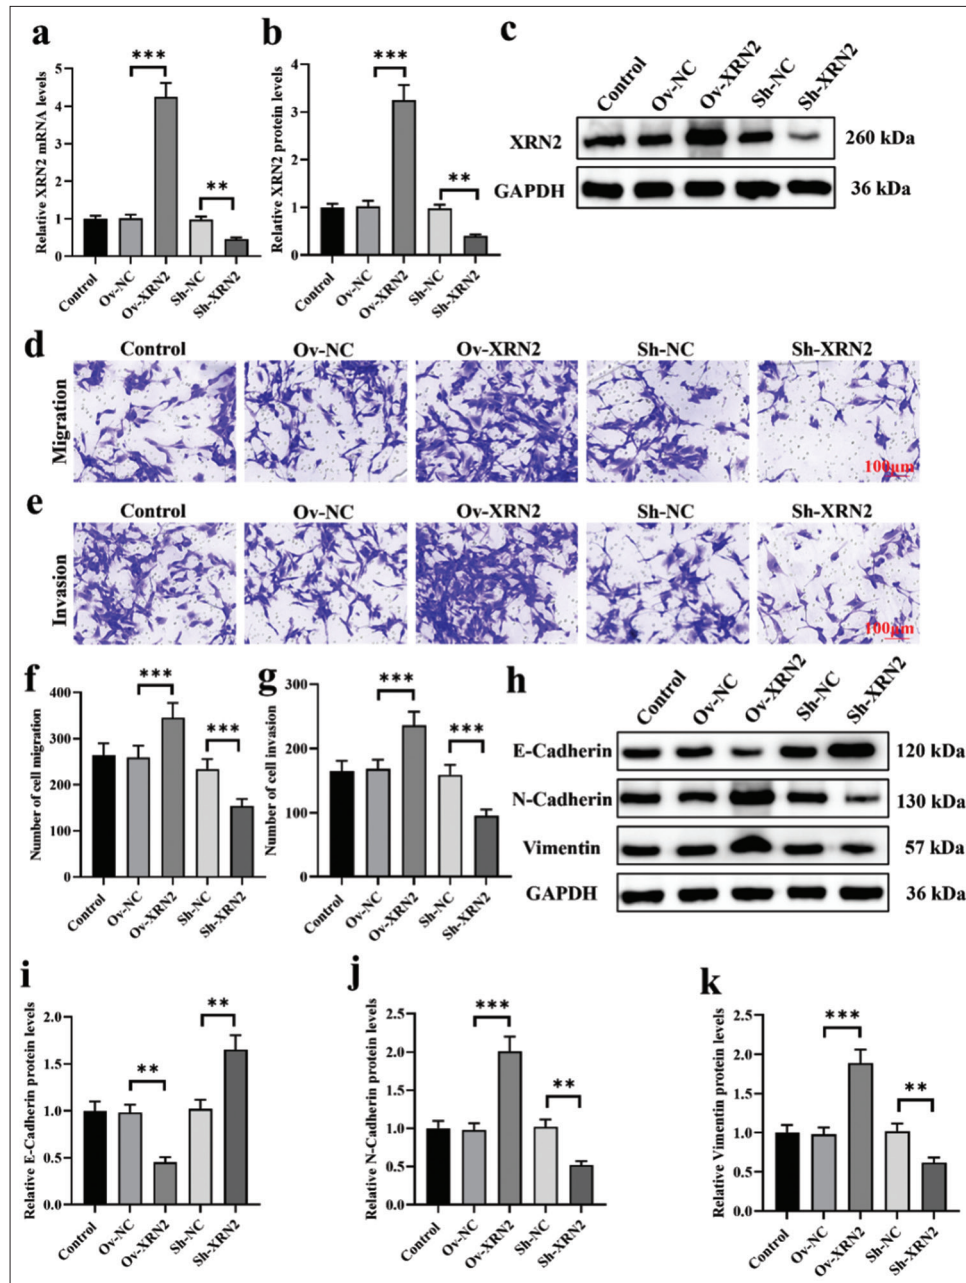 a
Relative XRN2 mRNA levels
5
4
3
2
1
0
***
**
Control
Ov-NC
Ov-XRN2
Sh-NC
Sh-XRN2
b
Relative XRN2 protein levels
4
3
2
1
0
***
**
Control
Ov-NC
Ov-XRN2
Sh-NC
Sh-XRN2
c
Control
Ov-NC
Ov-XRN2
Sh-NC
Sh-XRN2
XRN2
260 kDa
GAPDH
36 kDa
d
Control
Ov-NC
Ov-XRN2
Sh-NC
Sh-XRN2
Migration
100μm
e
Control
Ov-NC
Ov-XRN2
Sh-NC
Sh-XRN2
Invasion
100μm
f
Number of cell migration
400
300
200
100
0
***
***
Control
Ov-NC
Ov-XRN2
Sh-NC
Sh-XRN2
g
Number of cell invasion
300
200
100
0
***
***
Control
Ov-NC
Ov-XRN2
Sh-NC
Sh-XRN2
h
Control
Ov-NC
Ov-XRN2
Sh-NC
Sh-XRN2
E-Cadherin
120 kDa
N-Cadherin
130 kDa
Vimentin
57 kDa
GAPDH
36 kDa
i
Relative E-Cadherin protein levels
2.0
1.5
1.0
0.5
0.0
**
**
Control
Ov-NC
Ov-XRN2
Sh-NC
Sh-XRN2
j
Relative N-Cadherin protein levels
2.5
2.0
1.5
1.0
0.5
0.0
***
**
Control
Ov-NC
Ov-XRN2
Sh-NC
Sh-XRN2
k
Relative Vimentin protein levels
2.5
2.0
1.5
1.0
0.5
0.0
***
**
Control
Ov-NC
Ov-XRN2
Sh-NC
Sh-XRN2